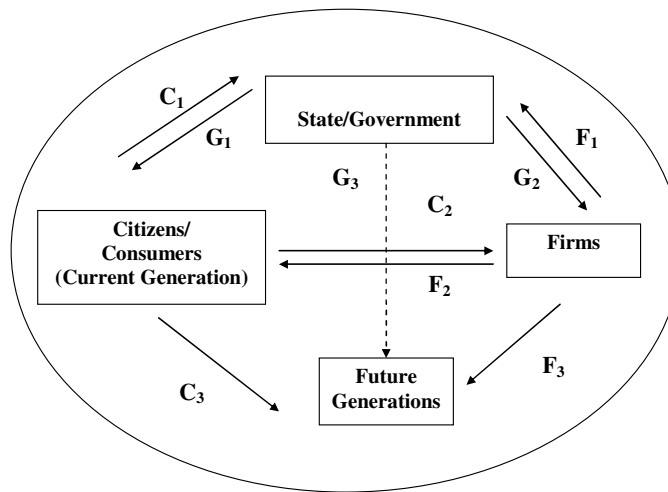 C₁
State/Government
G₁
F₁
G₃
G₂
C₂
Citizens/
Consumers
(Current Generation)
Firms
F₂
Future
Generations
F₃
C₃